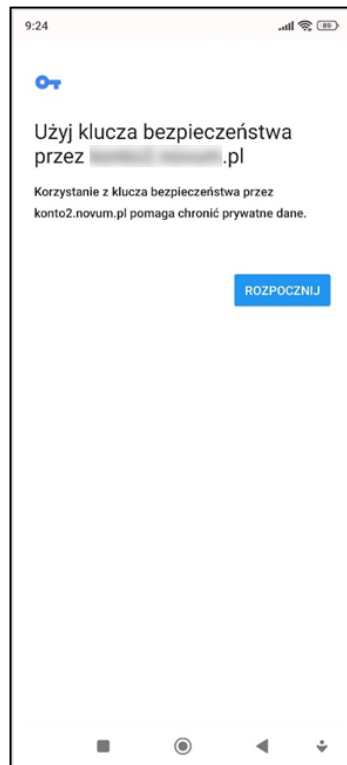 9:24
89
Użyj klucza bezpieczeństwa
przez .pl
Korzystanie z klucza bezpieczeństwa przez
konto2.novum.pl pomaga chronić prywatne dane.
ROZPOCZNIJ